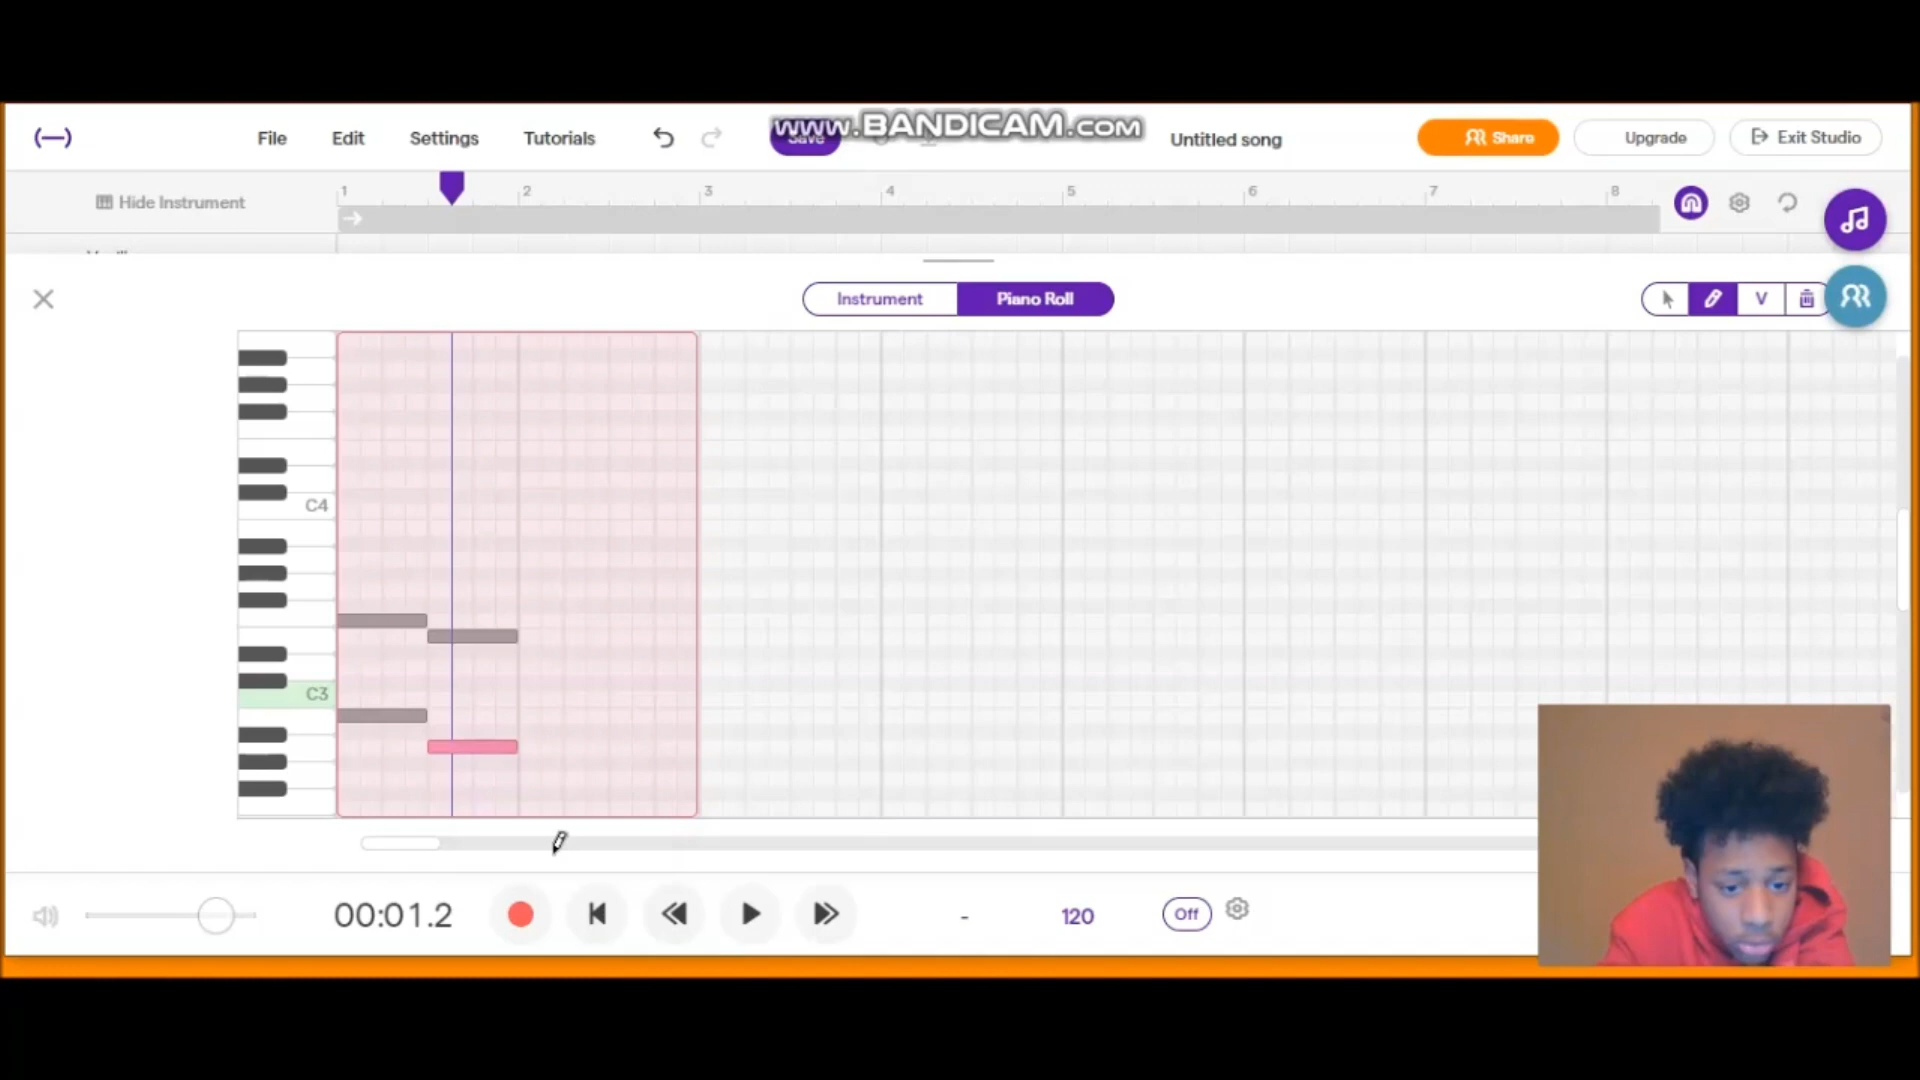 www.BANDICAM.com
File Edit Settings Tutorials Save Untitled song Share Upgrade Exit Studio
Hide Instrument 1 2 3 4 5 6 7 8
Instrument Piano Roll V
C4
C3
00:01.2 - 120 Off